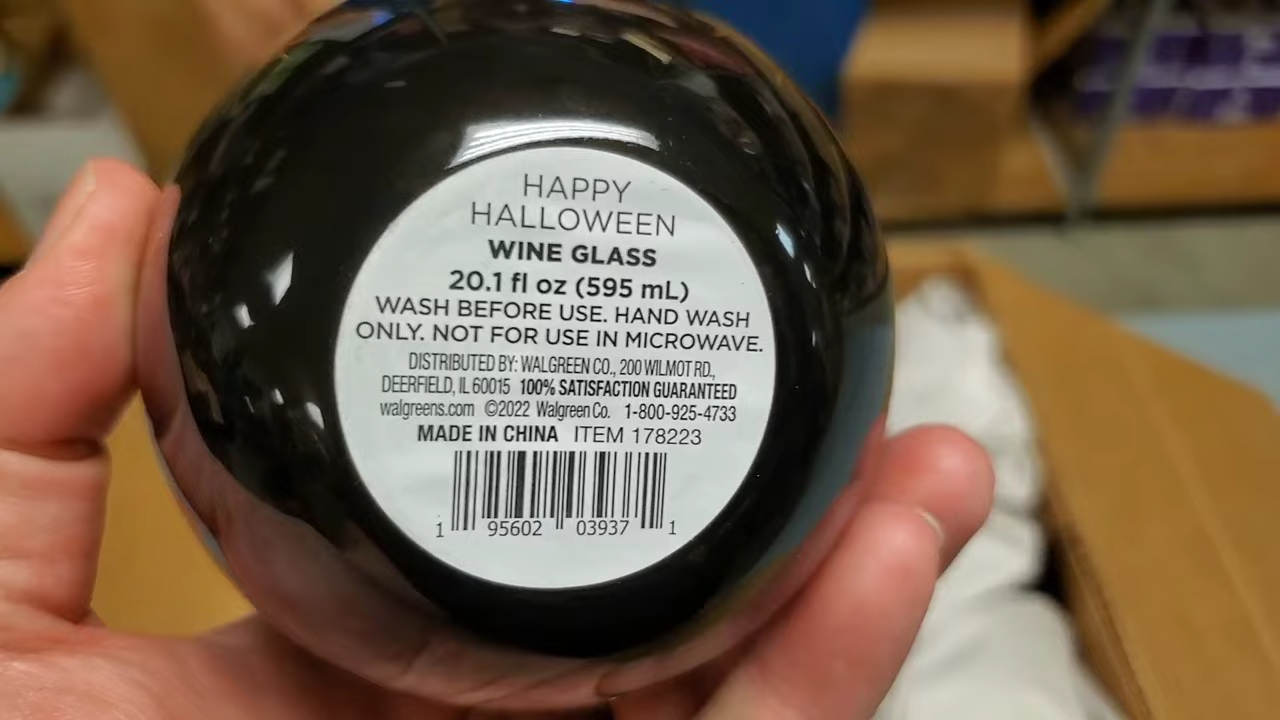 HAPPY
HALLOWEEN
WINE GLASS
20.1 fl oz (595 mL)
WASH BEFORE USE. HAND WASH
ONLY. NOT FOR USE IN MICROWAVE.
DISTRIBUTED BY: WALGREEN CO., 200 WILMOT RD.,
DEERFIELD, IL 60015 100% SATISFACTION GUARANTEED
walgreens.com ©2022 Walgreen Co. 1-800-925-4733
MADE IN CHINA ITEM 178223
1 95602 03937 1